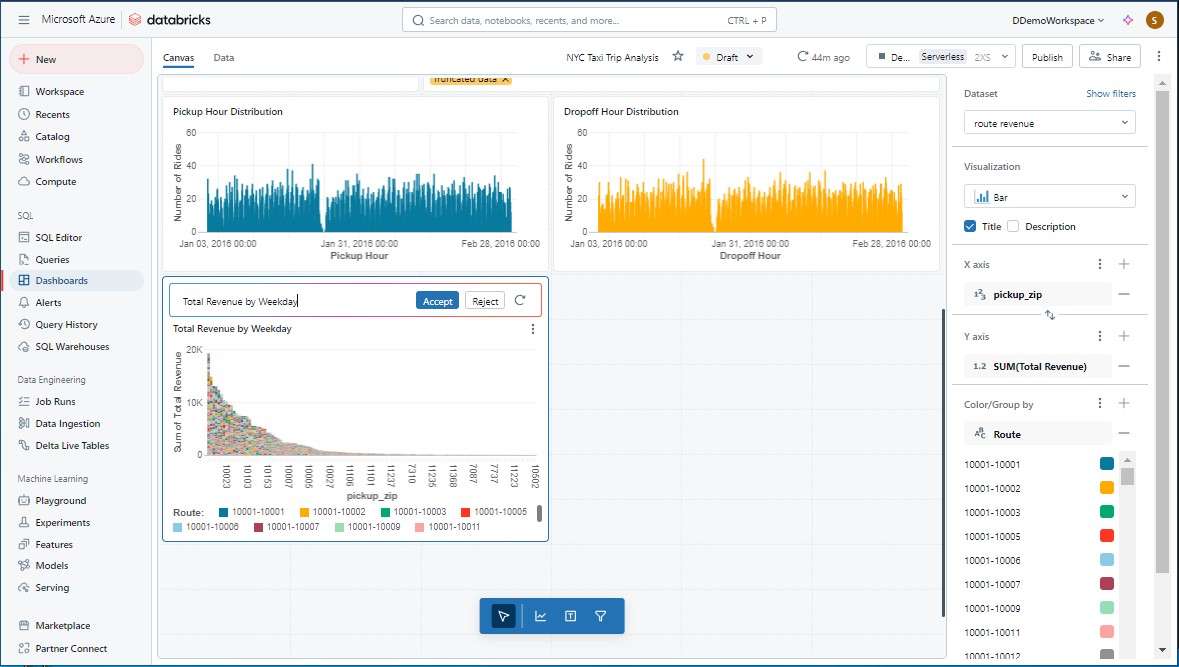 Microsoft Azure databricks Search data, notebooks, recents, and more... CTRL + P DDemoWorkspace S
New
Workspace
Recents
Catalog
Workflows
Compute
SQL
SQL Editor
Queries
Dashboards
Alerts
Query History
SQL Warehouses
Data Engineering
Job Runs
Data Ingestion
Delta Live Tables
Machine Learning
Playground
Experiments
Features
Models
Serving
Marketplace
Partner Connect
Canvas Data NYC Taxi Trip Analysis Draft 44m ago De... Serverless 2XS Publish Share
Truncated data
Pickup Hour Distribution
Number of Rides
60
40
20
0
Jan 03, 2016 00:00 Jan 31, 2016 00:00 Feb 28, 2016 00:00
Pickup Hour
Dropoff Hour Distribution
Number of Rides
60
40
20
0
Jan 03, 2016 00:00 Jan 31, 2016 00:00 Feb 28, 2016 00:00
Dropoff Hour
Total Revenue by Weekday Accept Reject
Total Revenue by Weekday
Sum of Total Revenue
20K
10K
0
10023 10103 10153 10007 10005 10027 11106 11101 11237 7310 11235 11368 7087 7737 11223 10502
pickup_zip
Route: 10001-10001 10001-10002 10001-10003 10001-10005
10001-10006 10001-10007 10001-10009 10001-10011
Dataset Show filters
route revenue
Visualization
Bar
Title Description
X axis
1²3 pickup_zip
Y axis
1.2 SUM(Total Revenue)
Color/Group by
ABC Route
10001-10001
10001-10002
10001-10003
10001-10005
10001-10006
10001-10007
10001-10009
10001-10011
10001-10012